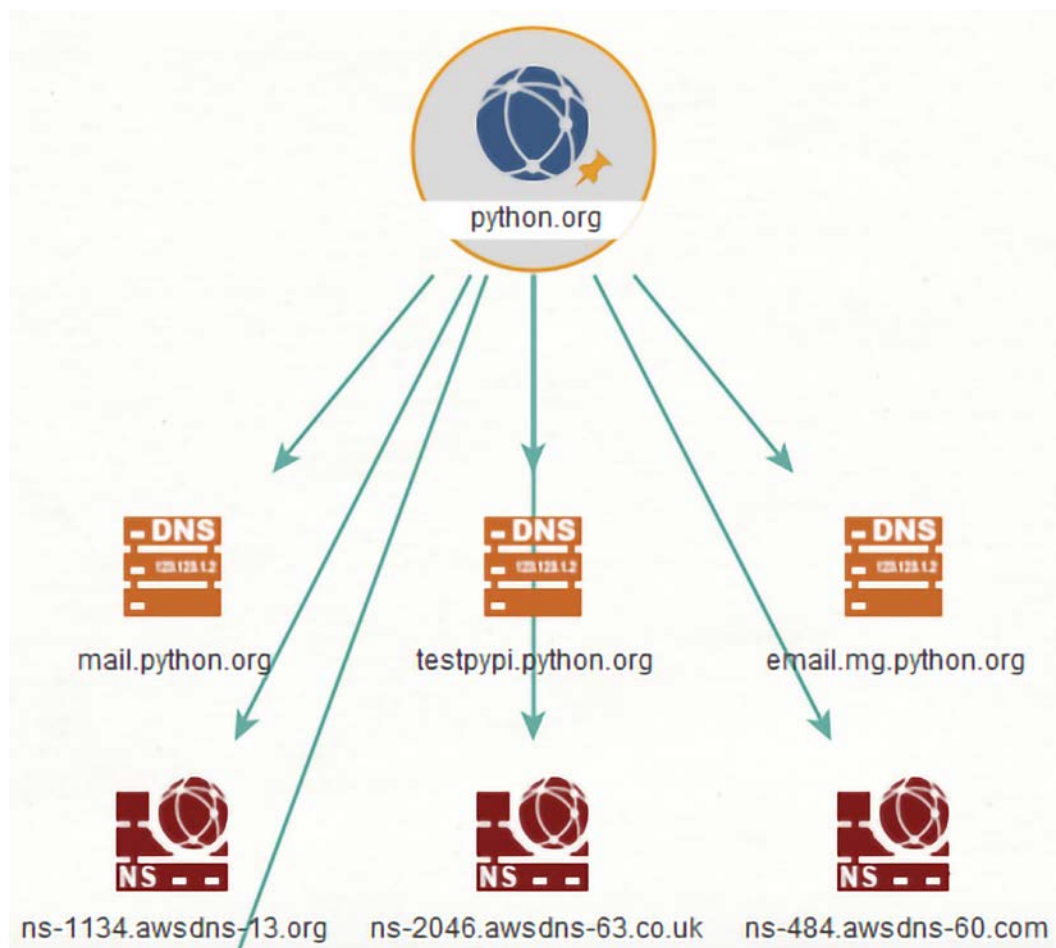 python.org
DNS
123.123.1.2
DNS
123.123.1.2
DNS
123.123.1.2
mail.python.org
testpypi.python.org
email.mg.python.org
NS
NS
NS
ns-1134.awsdns-13.org
ns-2046.awsdns-63.co.uk
ns-484.awsdns-60.com